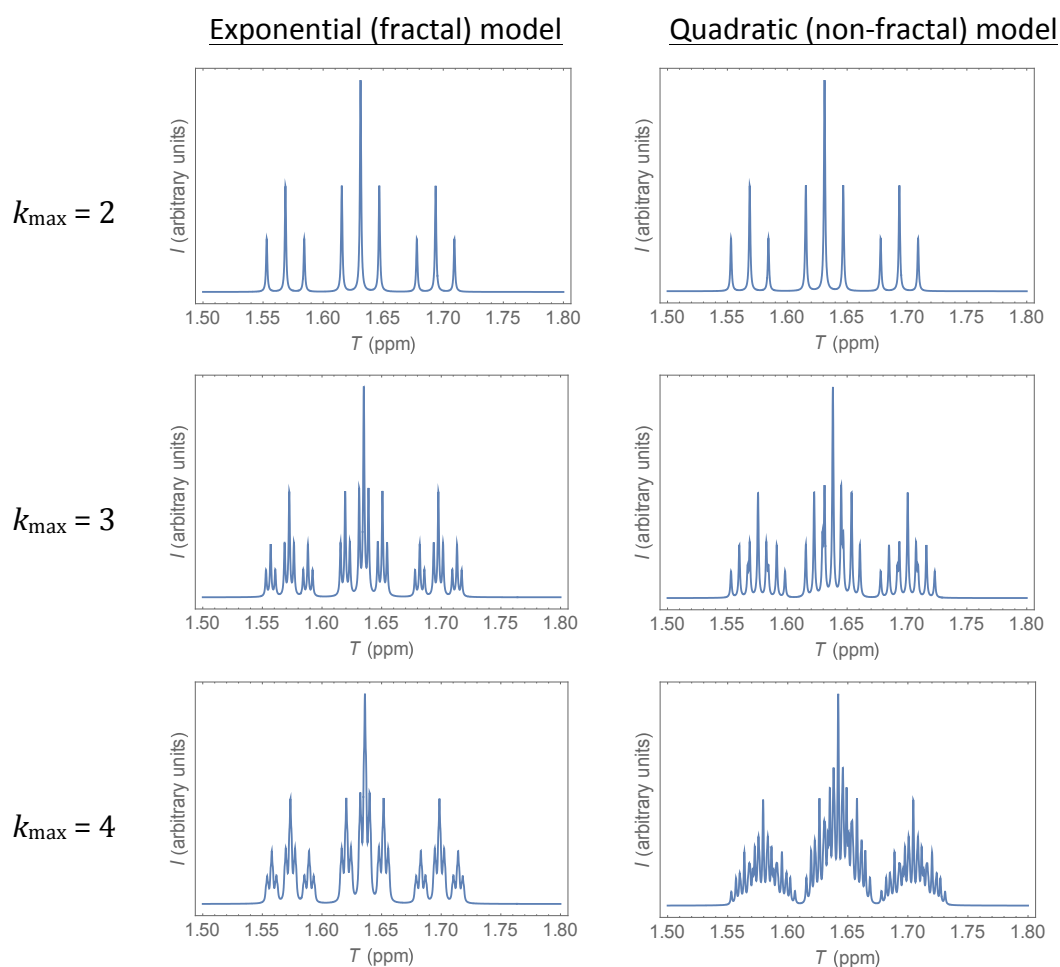 Exponential (fractal) model
Quadratic (non-fractal) model
kmax = 2
I (arbitrary units)
1.50 1.55 1.60 1.65 1.70 1.75 1.80
T (ppm)
I (arbitrary units)
1.50 1.55 1.60 1.65 1.70 1.75 1.80
T (ppm)
kmax = 3
I (arbitrary units)
1.50 1.55 1.60 1.65 1.70 1.75 1.80
T (ppm)
I (arbitrary units)
1.50 1.55 1.60 1.65 1.70 1.75 1.80
T (ppm)
kmax = 4
I (arbitrary units)
1.50 1.55 1.60 1.65 1.70 1.75 1.80
T (ppm)
I (arbitrary units)
1.50 1.55 1.60 1.65 1.70 1.75 1.80
T (ppm)